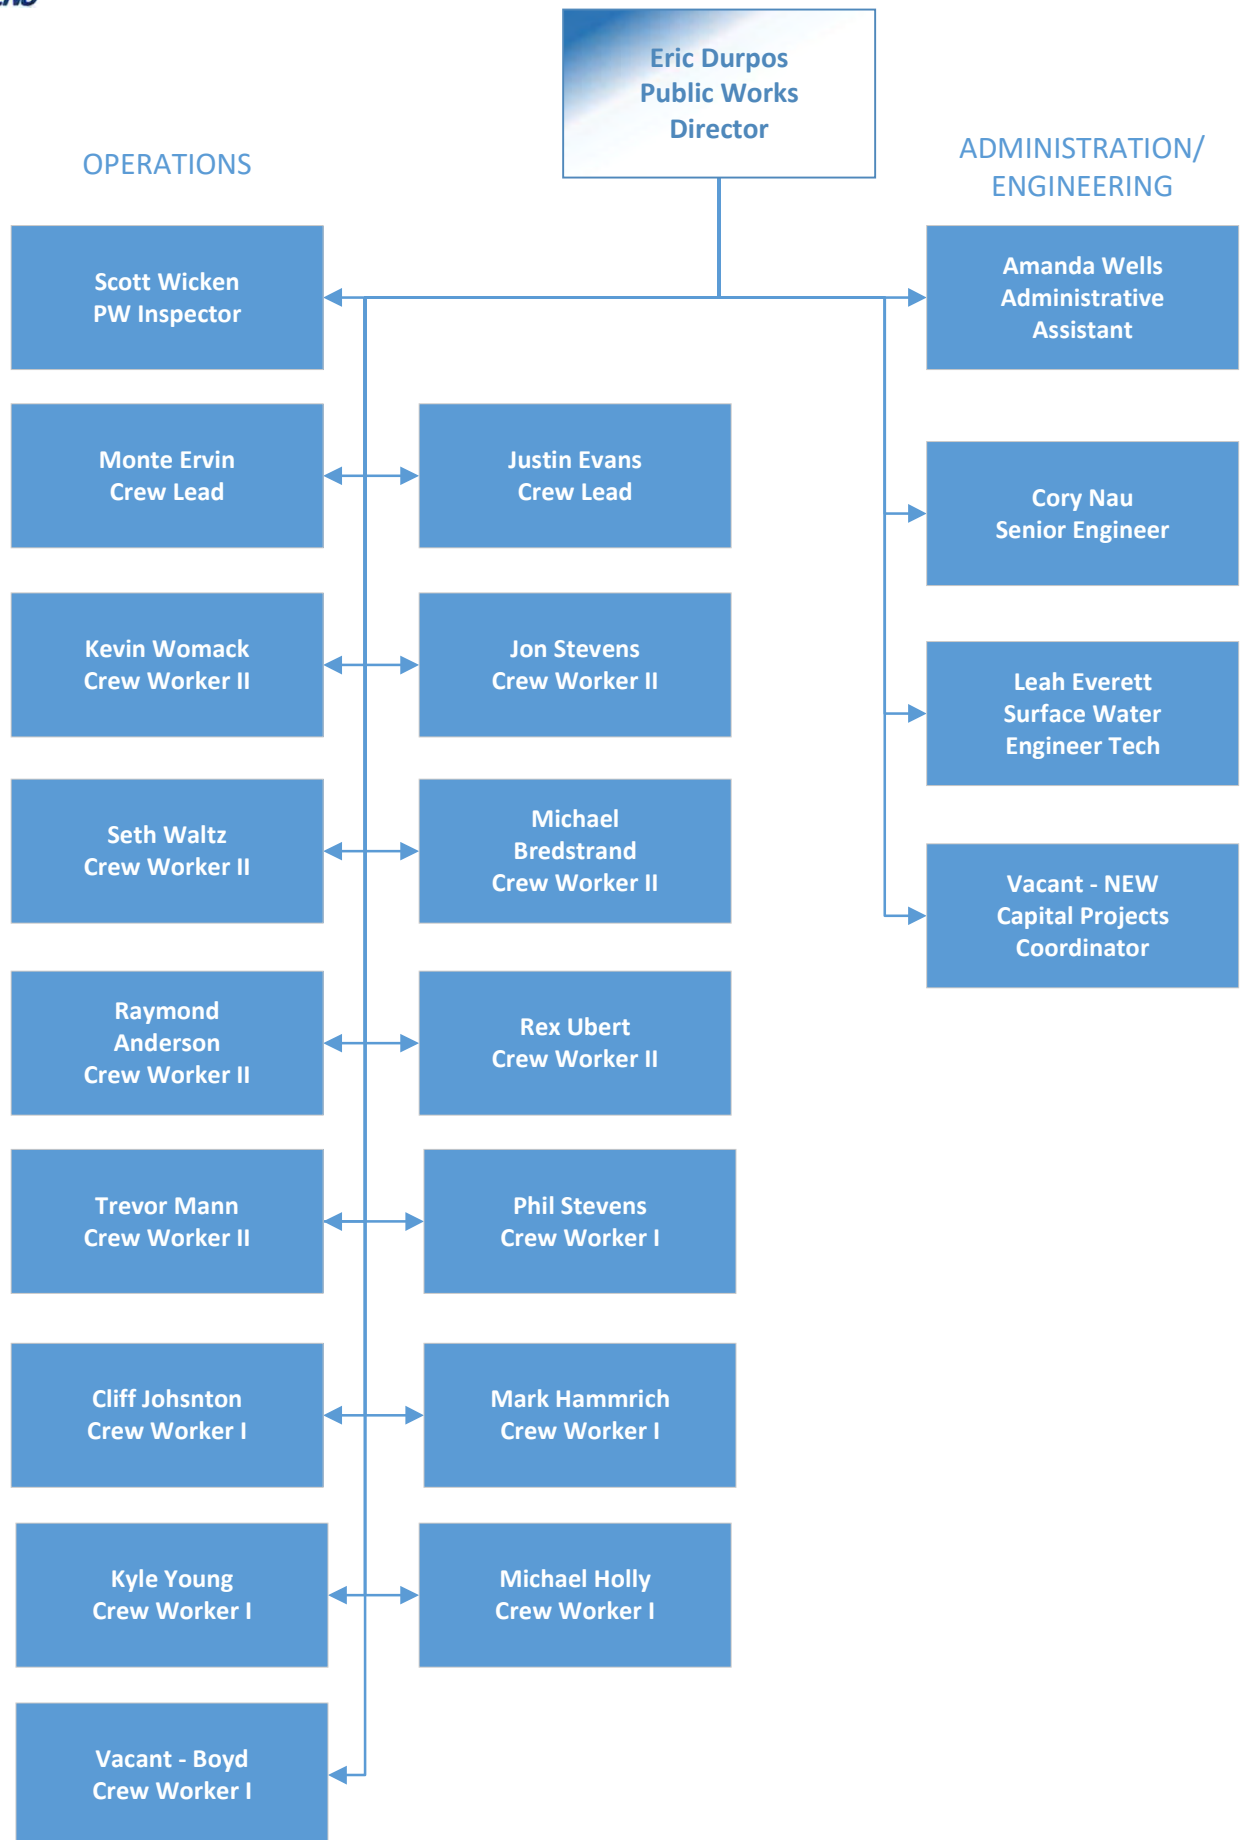 Eric Durpos
Public Works
Director
OPERATIONS
ADMINISTRATION/
ENGINEERING
Scott Wicken
PW Inspector
Amanda Wells
Administrative
Assistant
Monte Ervin
Crew Lead
Justin Evans
Crew Lead
Cory Nau
Senior Engineer
Kevin Womack
Crew Worker II
Jon Stevens
Crew Worker II
Leah Everett
Surface Water
Engineer Tech
Seth Waltz
Crew Worker II
Michael
Bredstrand
Crew Worker II
Vacant - NEW
Capital Projects
Coordinator
Raymond
Anderson
Crew Worker II
Rex Ubert
Crew Worker II
Trevor Mann
Crew Worker II
Phil Stevens
Crew Worker I
Cliff Johsnton
Crew Worker I
Mark Hammrich
Crew Worker I
Kyle Young
Crew Worker I
Michael Holly
Crew Worker I
Vacant - Boyd
Crew Worker I